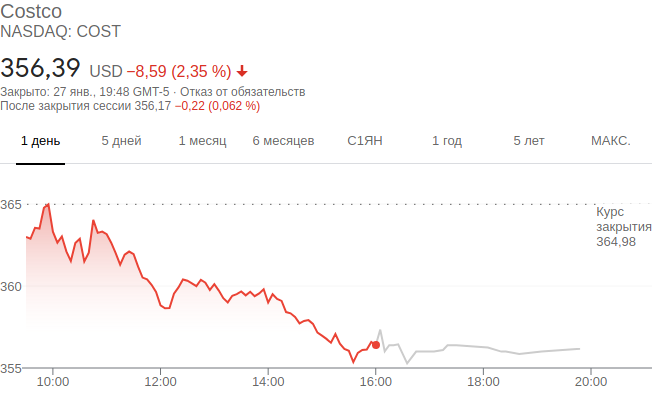 Costco
NASDAQ: COST
356,39 USD −8,59 (2,35 %)
Закрыто: 27 янв., 19:48 GMT-5 · Отказ от обязательств
После закрытия сессии 356,17 −0,22 (0,062 %)
1 день 5 дней 1 месяц 6 месяцев С1ЯН 1 год 5 лет МАКС.
365
Курс
закрытия
364,98
360
355
10:00 12:00 14:00 16:00 18:00 20:00